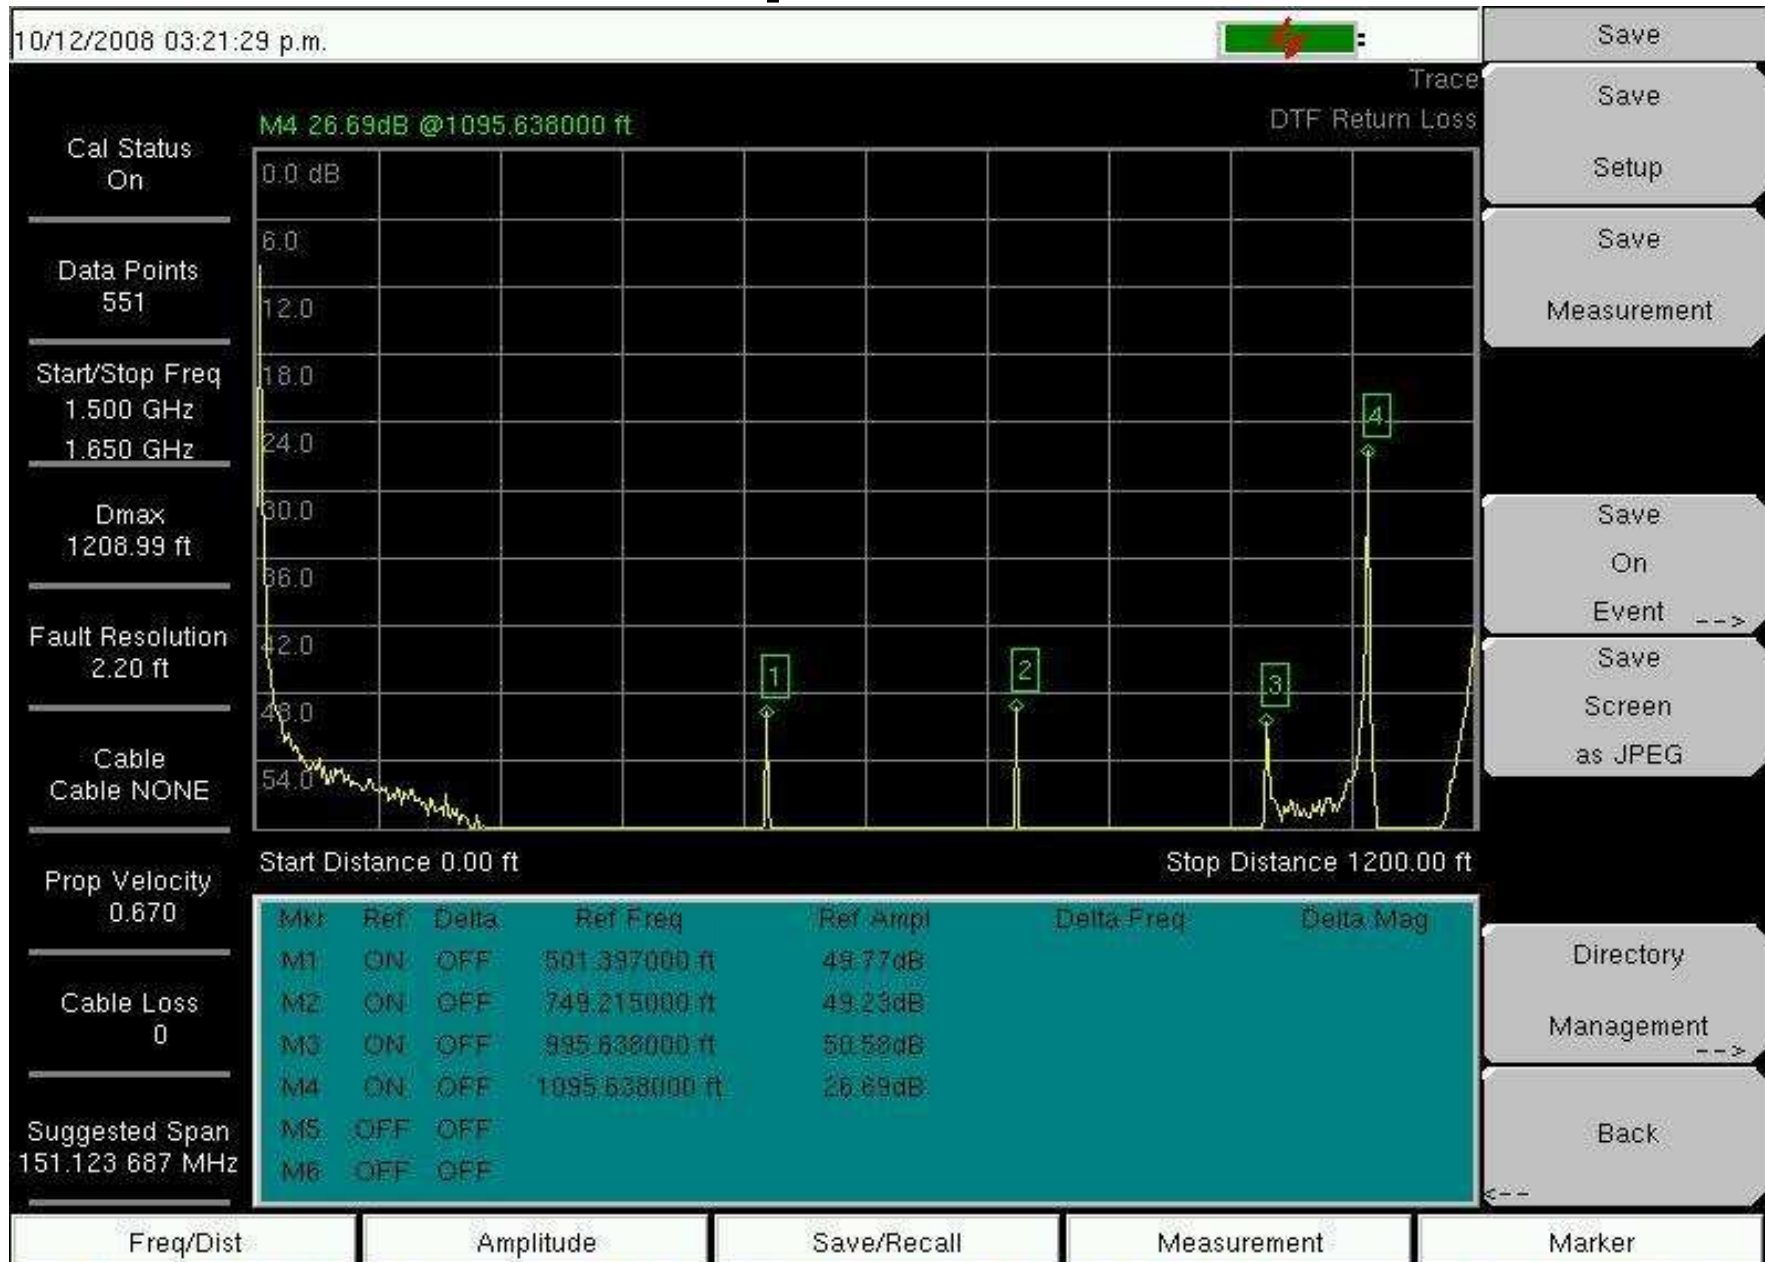 10/12/2008 03:21:29 p.m.
Save
Trace
DTF Return Loss
M4 26.69dB @1095.638000 ft
Cal Status
On
Data Points
551
Start/Stop Freq
1.500 GHz
1.650 GHz
Dmax
1208.99 ft
Fault Resolution
2.20 ft
Cable
Cable NONE
Prop Velocity
0.670
Cable Loss
0
Suggested Span
151.123 687 MHz
0.0 dB
6.0
12.0
18.0
24.0
30.0
36.0
42.0
48.0
54.0
1
2
3
4
Start Distance 0.00 ft
Stop Distance 1200.00 ft
Mkr Ref Delta Ref Freq Ref Ampl Delta Freq Delta Mag
M1 ON OFF 501.397000 ft 49.77dB
M2 ON OFF 749.215000 ft 49.23dB
M3 ON OFF 995.638000 ft 50.58dB
M4 ON OFF 1095.638000 ft 26.69dB
M5 OFF OFF
M6 OFF OFF
Save
Setup
Save
Measurement
Save
On
Event -->
Save
Screen
as JPEG
Directory
Management
-->
Back
<--
Freq/Dist
Amplitude
Save/Recall
Measurement
Marker